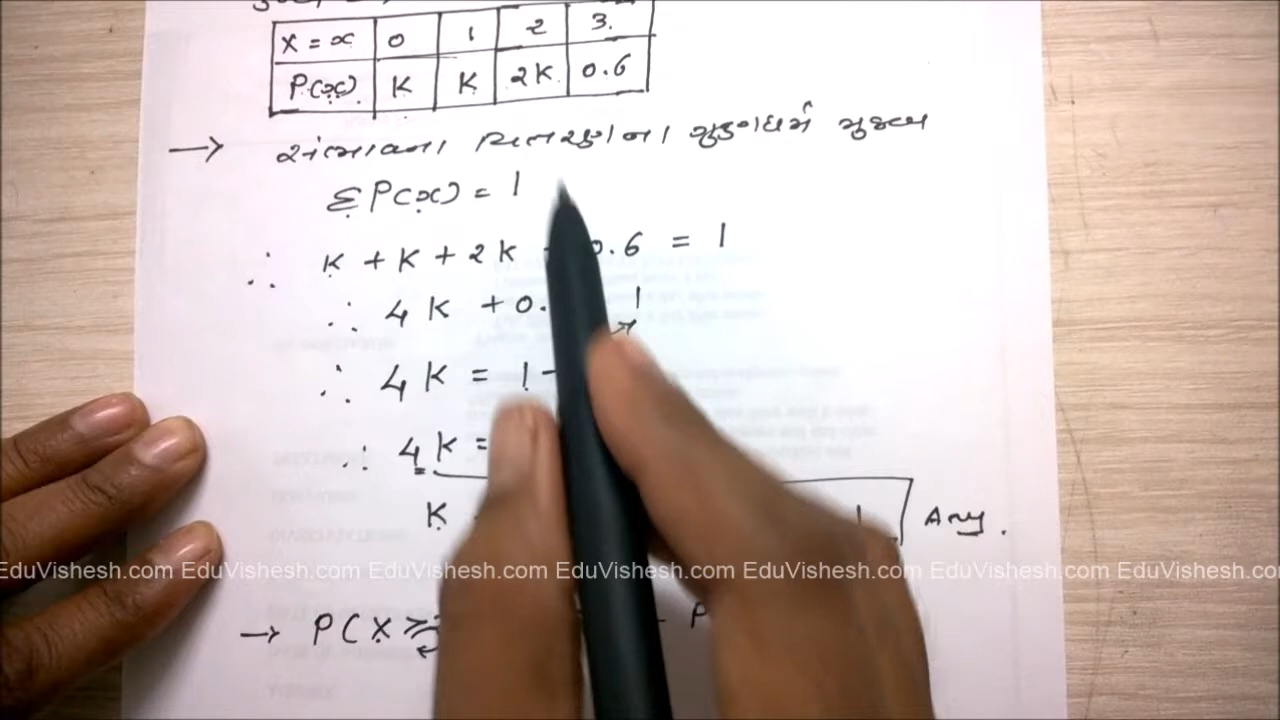 X = x 0 1 2 3.
P(x) K K 2K 0.6
→ સંભાવના વિતરણના ગુણધર્મ મુજબ
Σ P(x) = 1
∴ K + K + 2K 0.6 = 1
∴ 4K + 0. 1
∴ 4K = 1 -
∴ 4K =
K Ans.
EduVishesh.com EduVishesh.com EduVishesh.com EduVishesh.com EduVishesh.com EduVishesh.com EduVishesh.com
→ P(X ≥ P